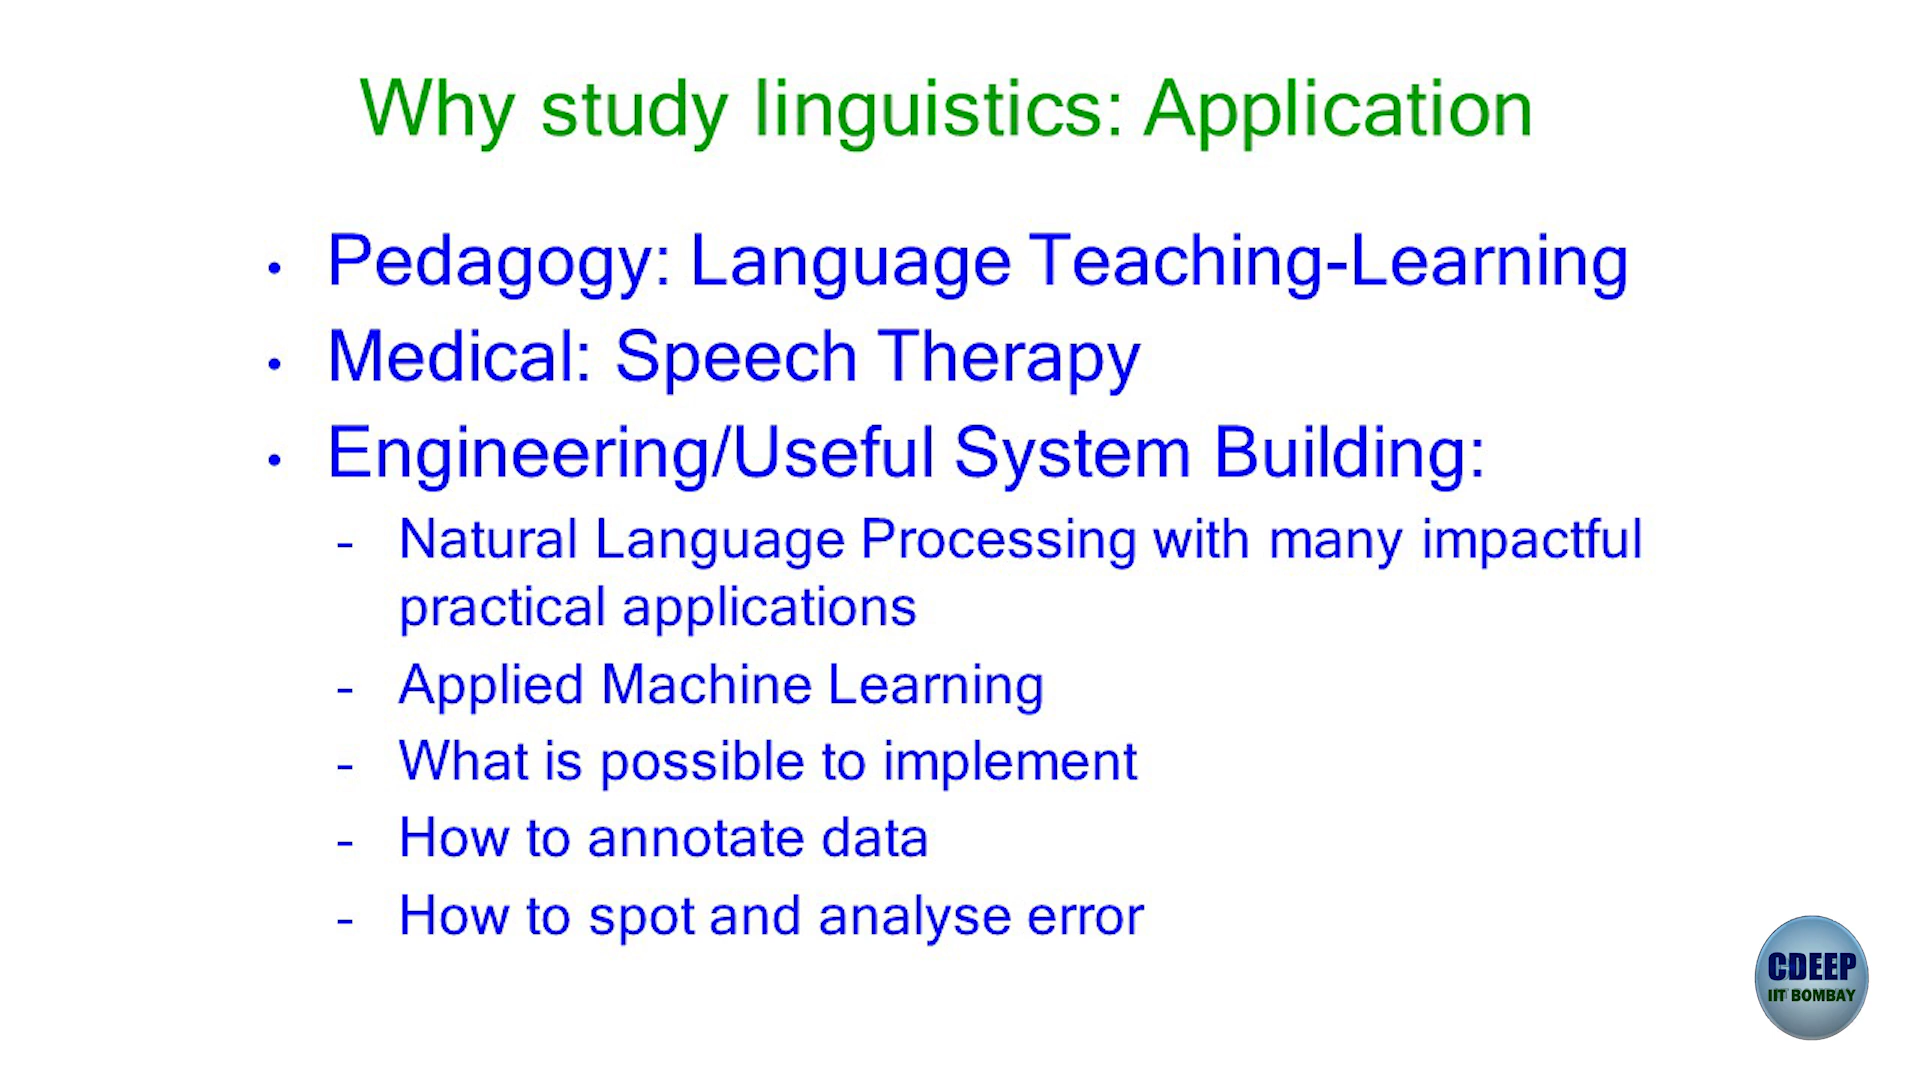 Why study linguistics: Application
• Pedagogy: Language Teaching-Learning
• Medical: Speech Therapy
• Engineering/Useful System Building:
- Natural Language Processing with many impactful
practical applications
- Applied Machine Learning
- What is possible to implement
- How to annotate data
- How to spot and analyse error
CDEEP
IIT BOMBAY